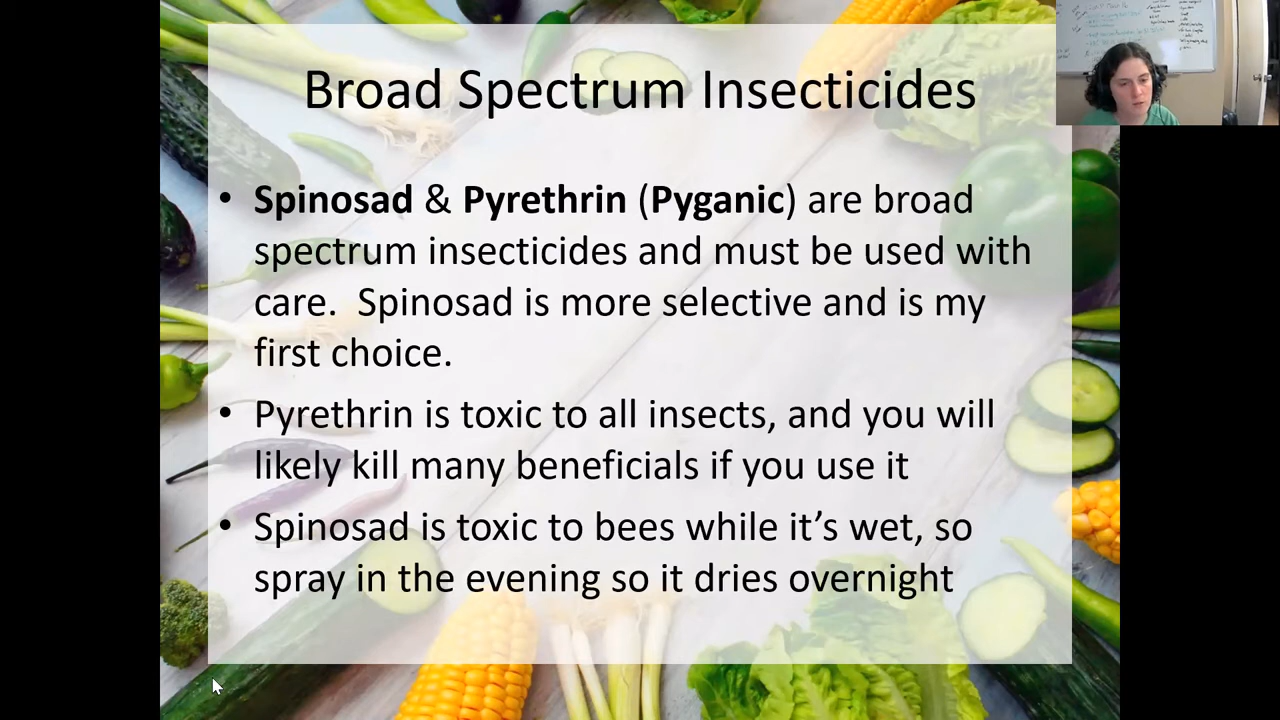 Broad Spectrum Insecticides
• Spinosad & Pyrethrin (Pyganic) are broad
spectrum insecticides and must be used with
care.  Spinosad is more selective and is my
first choice.
• Pyrethrin is toxic to all insects, and you will
likely kill many beneficials if you use it
• Spinosad is toxic to bees while it’s wet, so
spray in the evening so it dries overnight